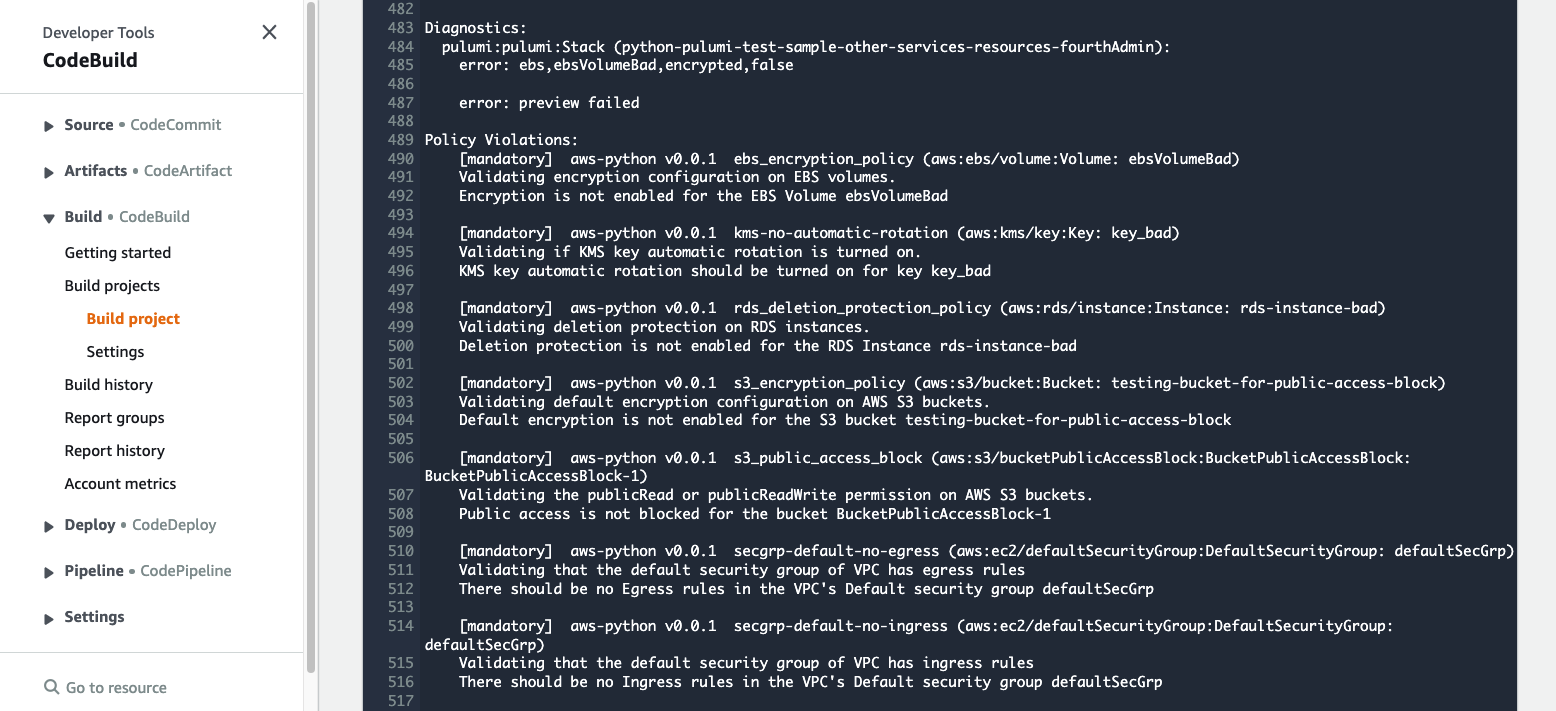 Developer Tools
CodeBuild
Source • CodeCommit
Artifacts • CodeArtifact
Build • CodeBuild
Getting started
Build projects
Build project
Settings
Build history
Report groups
Report history
Account metrics
Deploy • CodeDeploy
Pipeline • CodePipeline
Settings
Go to resource
482
483 Diagnostics:
484 pulumi:pulumi:Stack (python-pulumi-test-sample-other-services-resources-fourthAdmin):
485 error: ebs,ebsVolumeBad,encrypted,false
486
487 error: preview failed
488
489 Policy Violations:
490 [mandatory] aws-python v0.0.1 ebs_encryption_policy (aws:ebs/volume:Volume: ebsVolumeBad)
491 Validating encryption configuration on EBS volumes.
492 Encryption is not enabled for the EBS Volume ebsVolumeBad
493
494 [mandatory] aws-python v0.0.1 kms-no-automatic-rotation (aws:kms/key:Key: key_bad)
495 Validating if KMS key automatic rotation is turned on.
496 KMS key automatic rotation should be turned on for key key_bad
497
498 [mandatory] aws-python v0.0.1 rds_deletion_protection_policy (aws:rds/instance:Instance: rds-instance-bad)
499 Validating deletion protection on RDS instances.
500 Deletion protection is not enabled for the RDS Instance rds-instance-bad
501
502 [mandatory] aws-python v0.0.1 s3_encryption_policy (aws:s3/bucket:Bucket: testing-bucket-for-public-access-block)
503 Validating default encryption configuration on AWS S3 buckets.
504 Default encryption is not enabled for the S3 bucket testing-bucket-for-public-access-block
505
506 [mandatory] aws-python v0.0.1 s3_public_access_block (aws:s3/bucketPublicAccessBlock:BucketPublicAccessBlock:
BucketPublicAccessBlock-1)
507 Validating the publicRead or publicReadWrite permission on AWS S3 buckets.
508 Public access is not blocked for the bucket BucketPublicAccessBlock-1
509
510 [mandatory] aws-python v0.0.1 secgrp-default-no-egress (aws:ec2/defaultSecurityGroup:DefaultSecurityGroup: defaultSecGrp)
511 Validating that the default security group of VPC has egress rules
512 There should be no Egress rules in the VPC's Default security group defaultSecGrp
513
514 [mandatory] aws-python v0.0.1 secgrp-default-no-ingress (aws:ec2/defaultSecurityGroup:DefaultSecurityGroup:
defaultSecGrp)
515 Validating that the default security group of VPC has ingress rules
516 There should be no Ingress rules in the VPC's Default security group defaultSecGrp
517